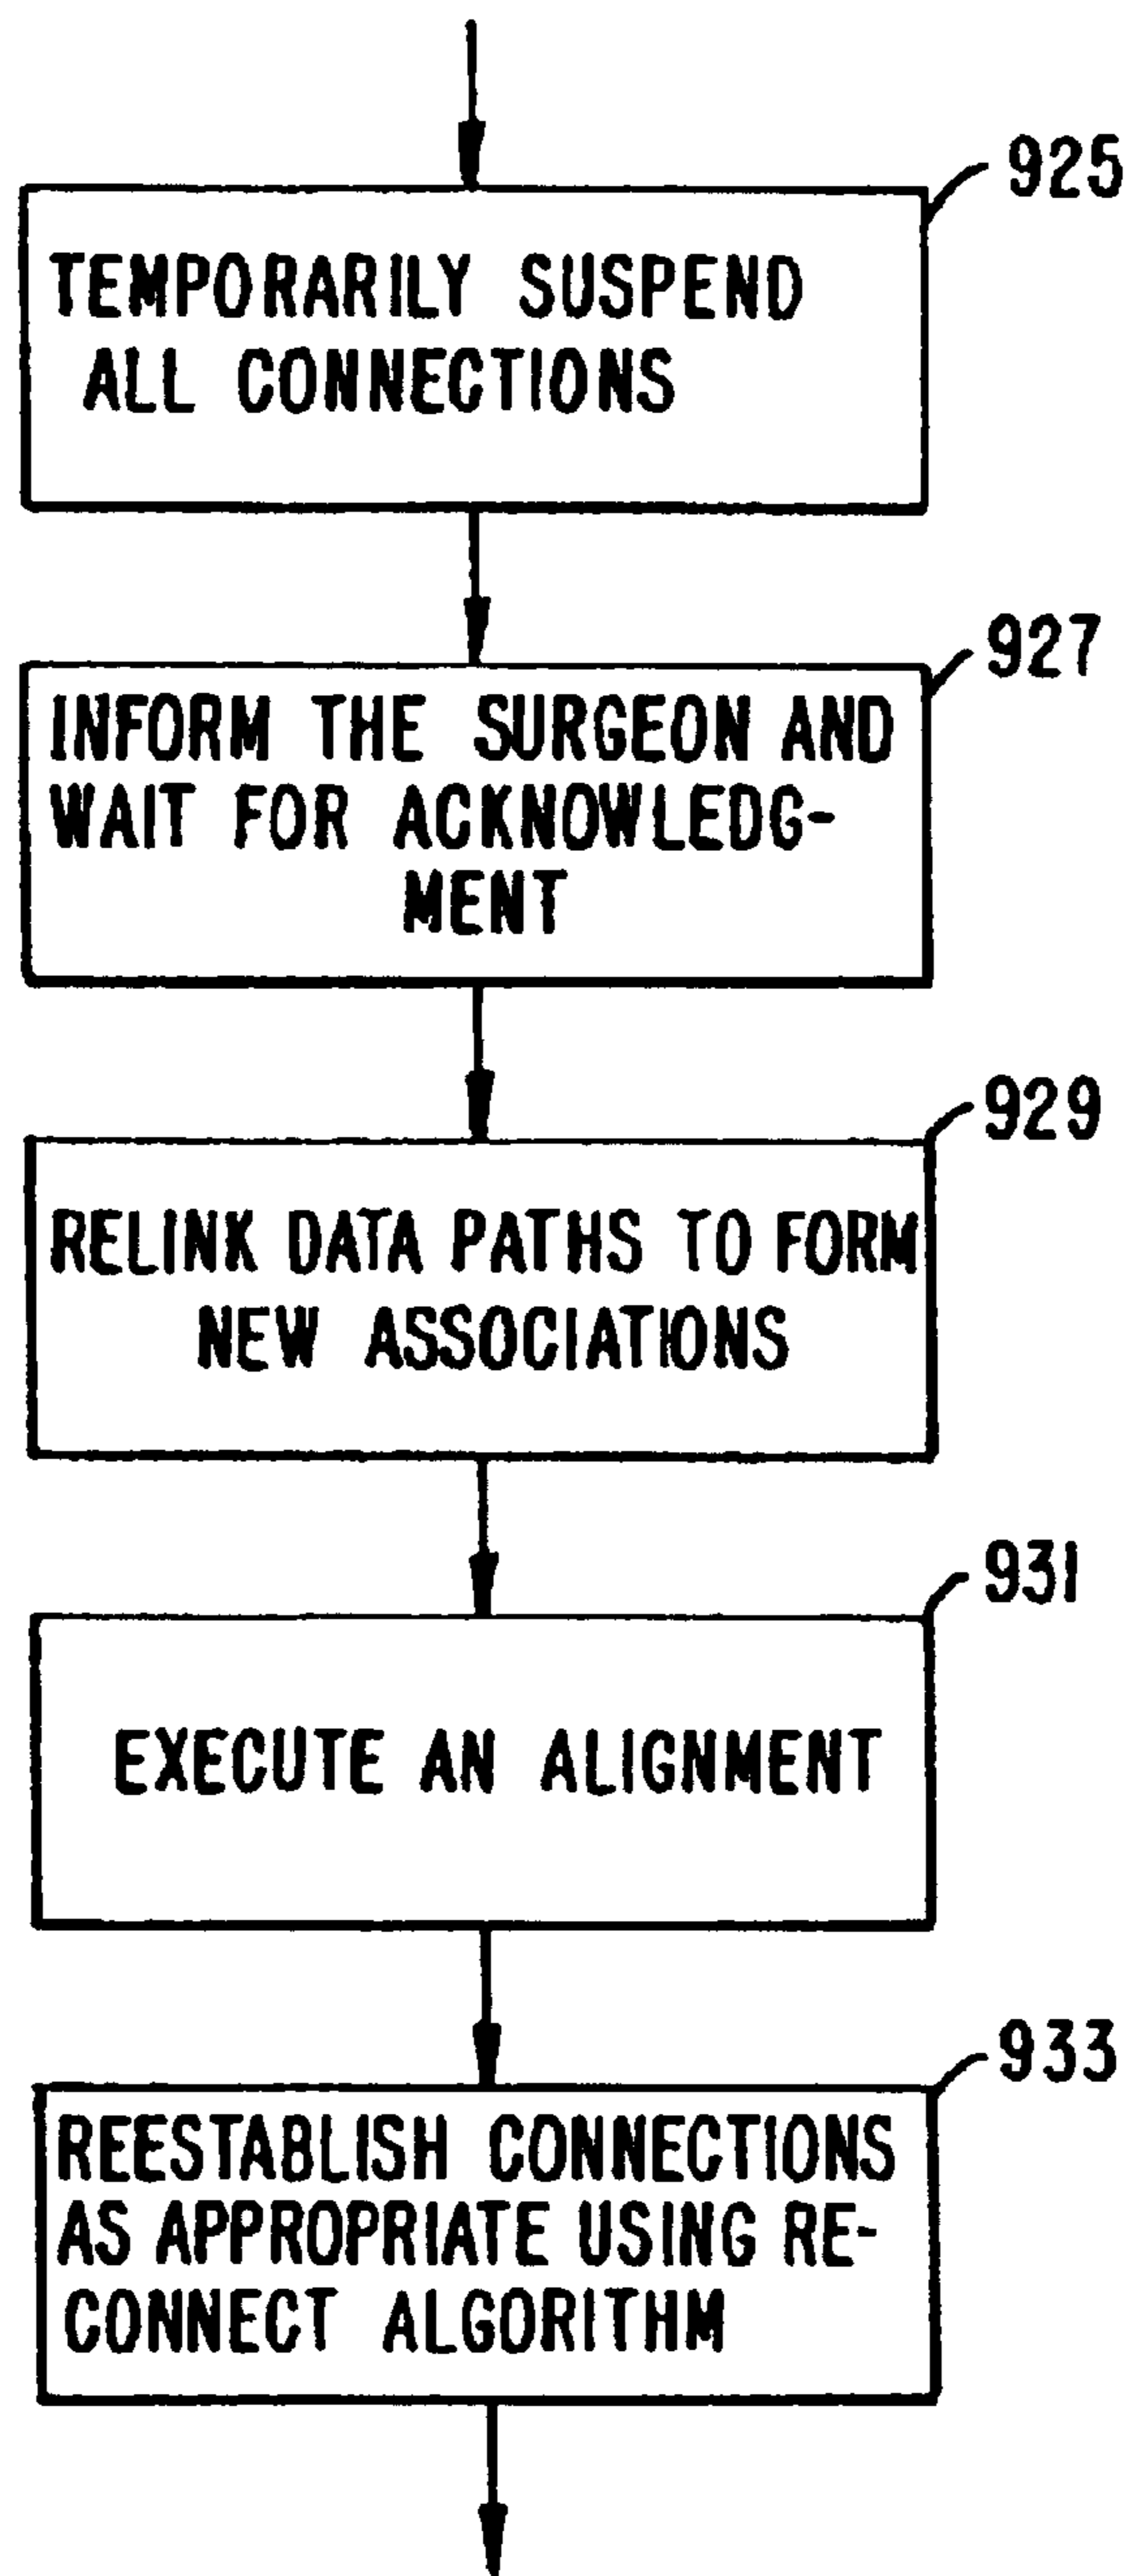 925
TEMPORARILY SUSPEND
ALL CONNECTIONS
927
INFORM THE SURGEON AND
WAIT FOR ACKNOWLEDG-
MENT
929
RELINK DATA PATHS TO FORM
NEW ASSOCIATIONS
931
EXECUTE AN ALIGNMENT
933
REESTABLISH CONNECTIONS
AS APPROPRIATE USING RE-
CONNECT ALGORITHM